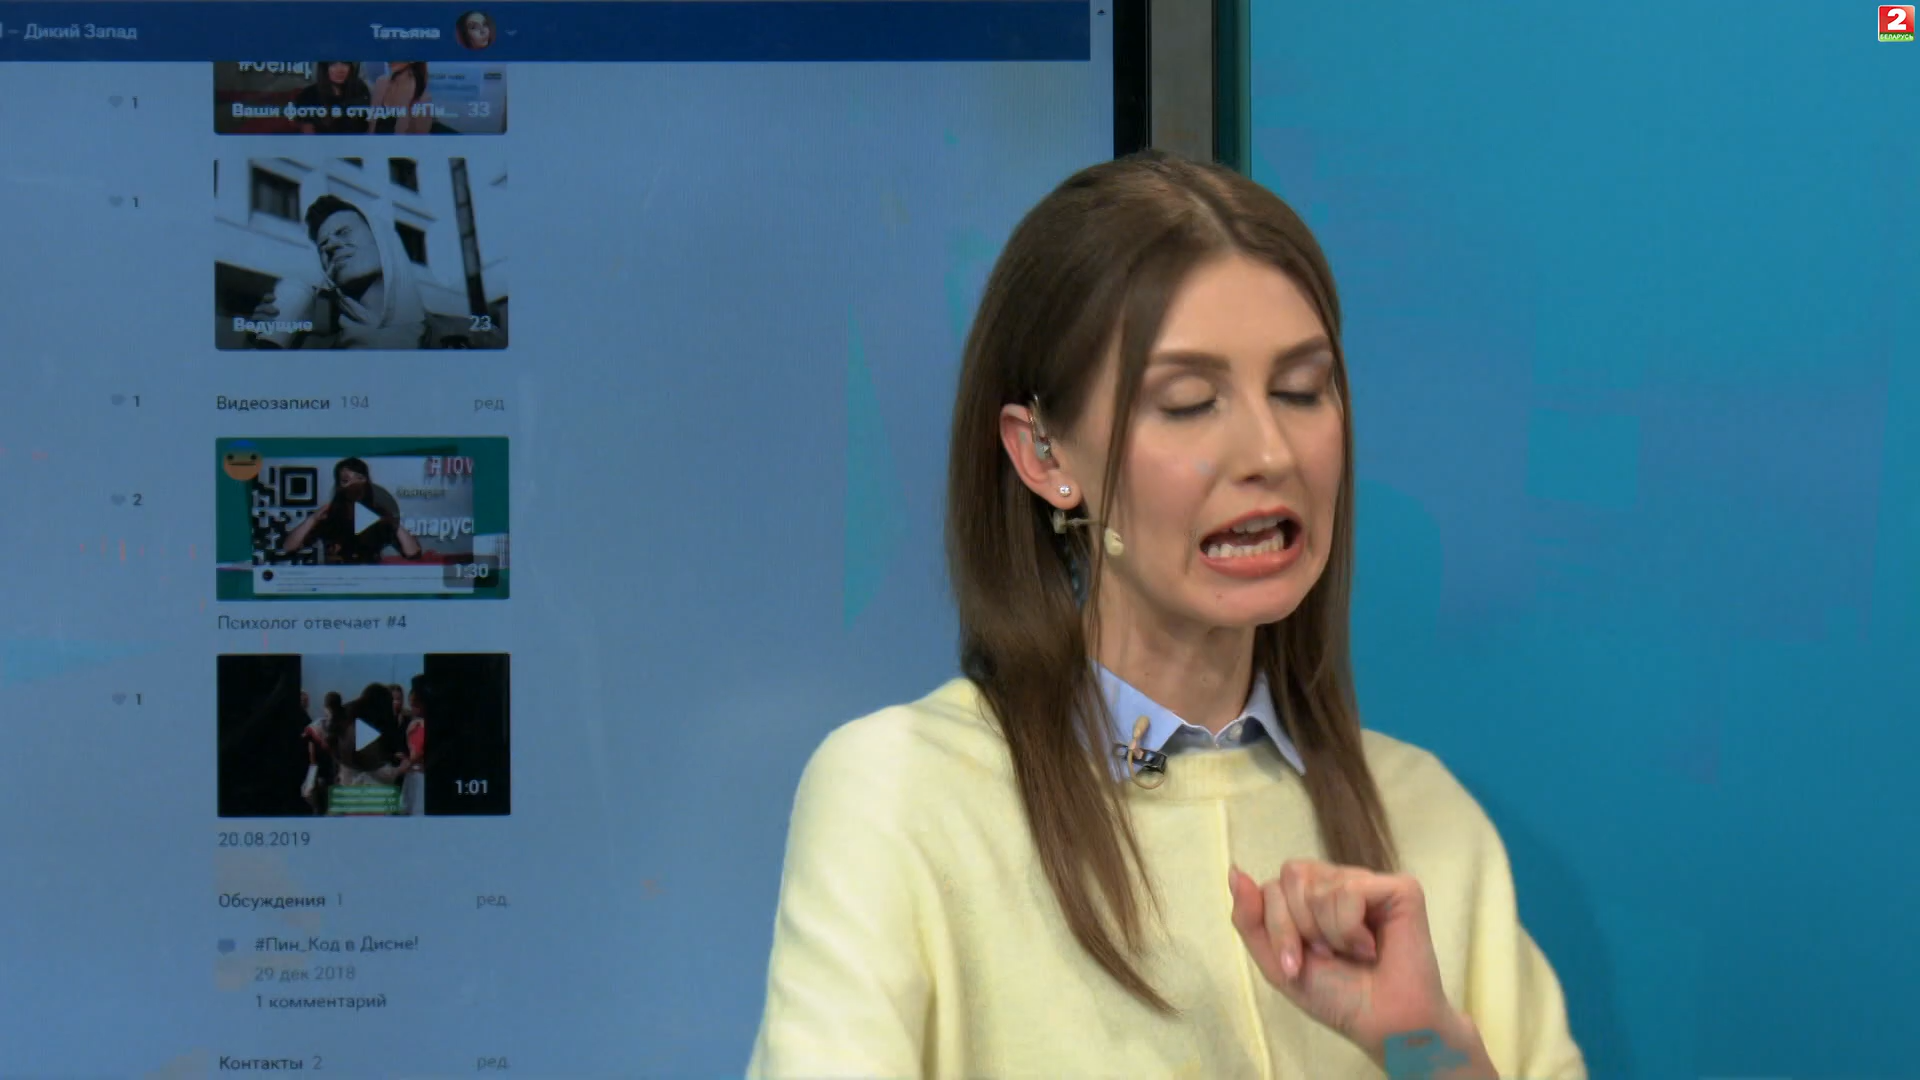 – Дикий Запад
Татьяна
2
БЕЛАРУСЬ
1
Ваши фото в студии #Пи... 33
1
Ведущие 23
1
Видеозаписи 194 ред.
2
1:30
Психолог отвечает #4
1
1:01
20.08.2019
Обсуждения 1 ред.
#Пин_Код в Дисне!
29 дек 2018
1 комментарий
Контакты 2 ред.